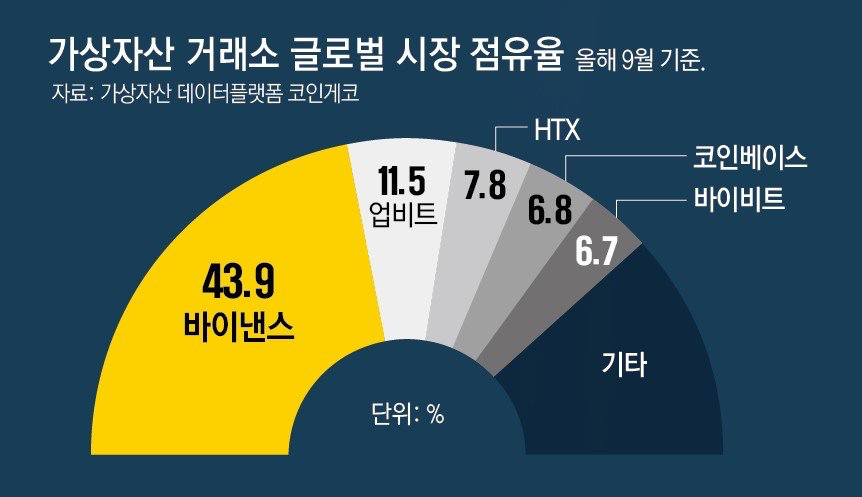 가상자산 거래소 글로벌 시장 점유율 올해 9월 기준.
자료: 가상자산 데이터플랫폼 코인게코
HTX
코인베이스
바이비트
11.5
업비트
7.8
6.8
6.7
43.9
바이낸스
기타
단위: %